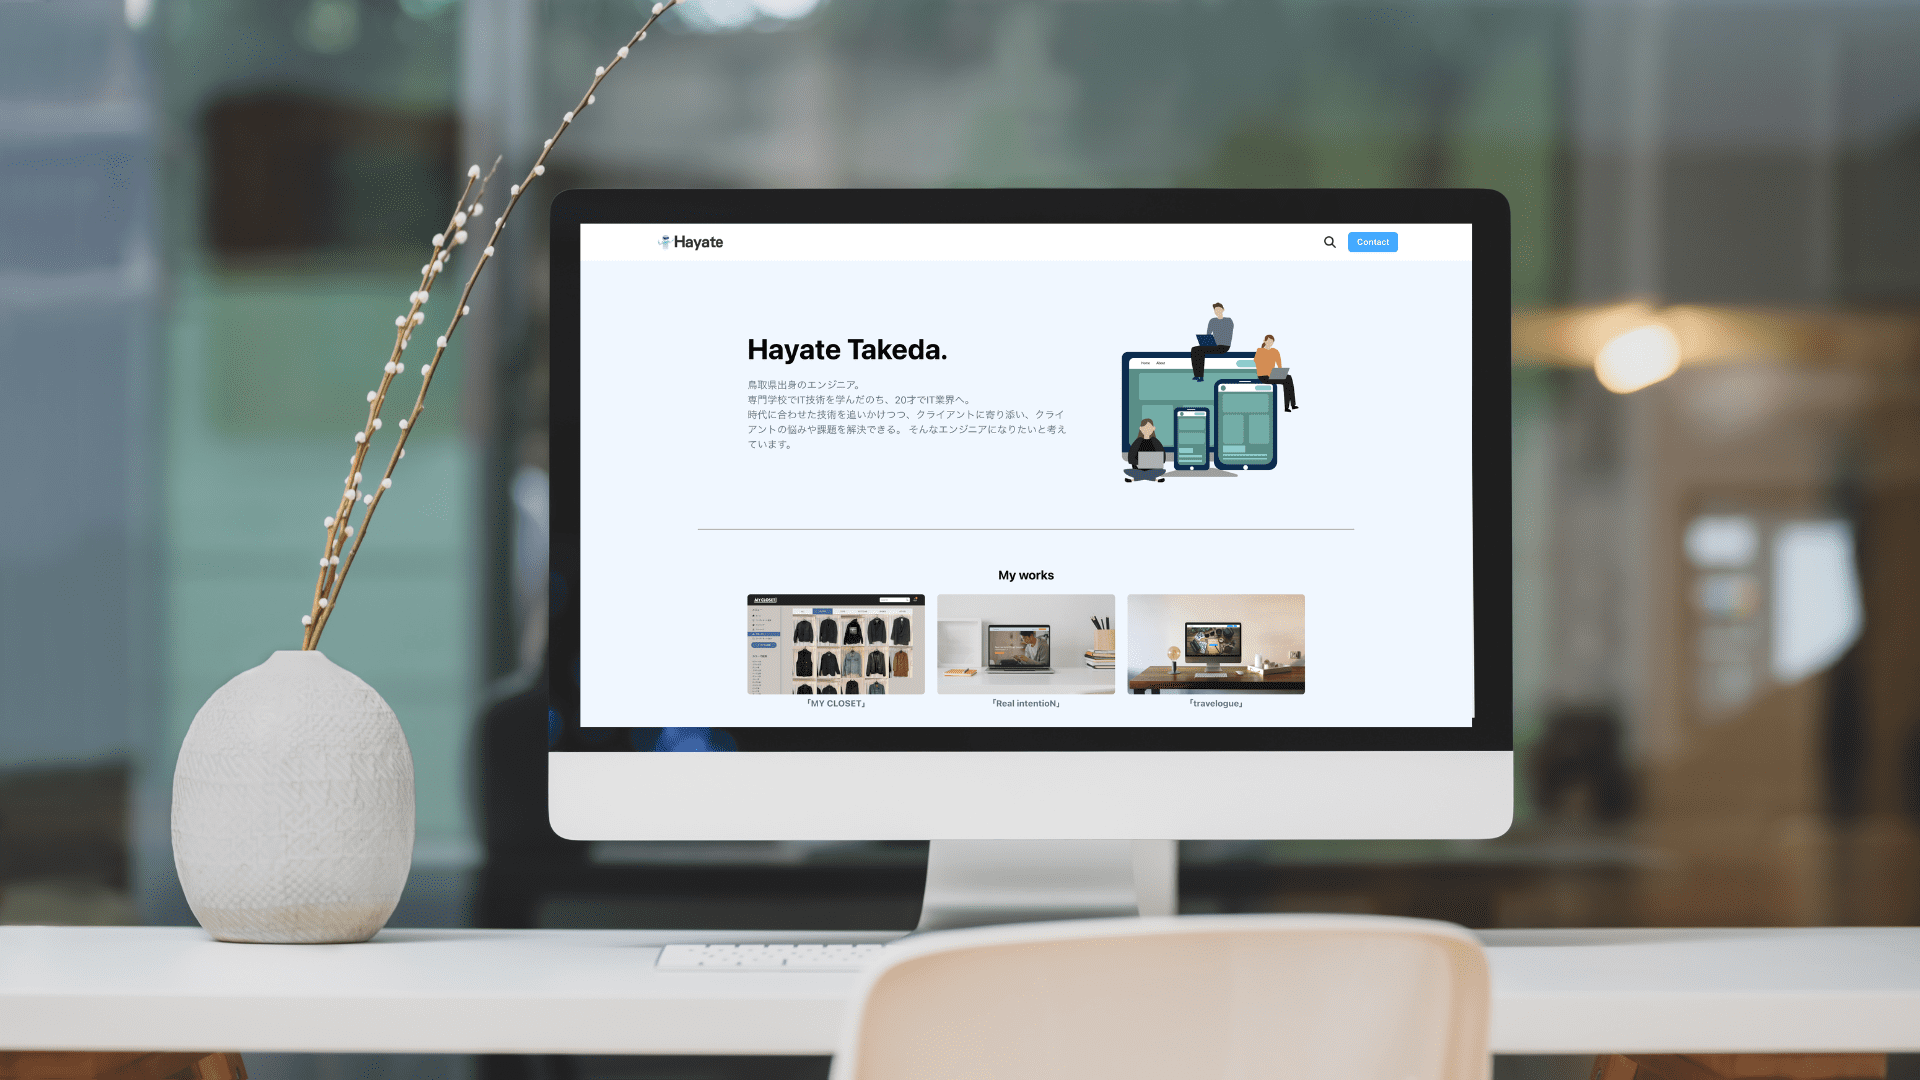 Hayate
Contact
Hayate Takeda.
鳥取県出身のエンジニア。
専門学校でIT技術を学んだのち、20才でIT業界へ。
時代に合わせた技術を追いかけつつ、クライアントに寄り添い、クライ
アントの悩みや課題を解決できる。 そんなエンジニアになりたいと考え
ています。
Home About
My works
MY CLOSET
「MY CLOSET」
「Real intentioN」
「travelogue」